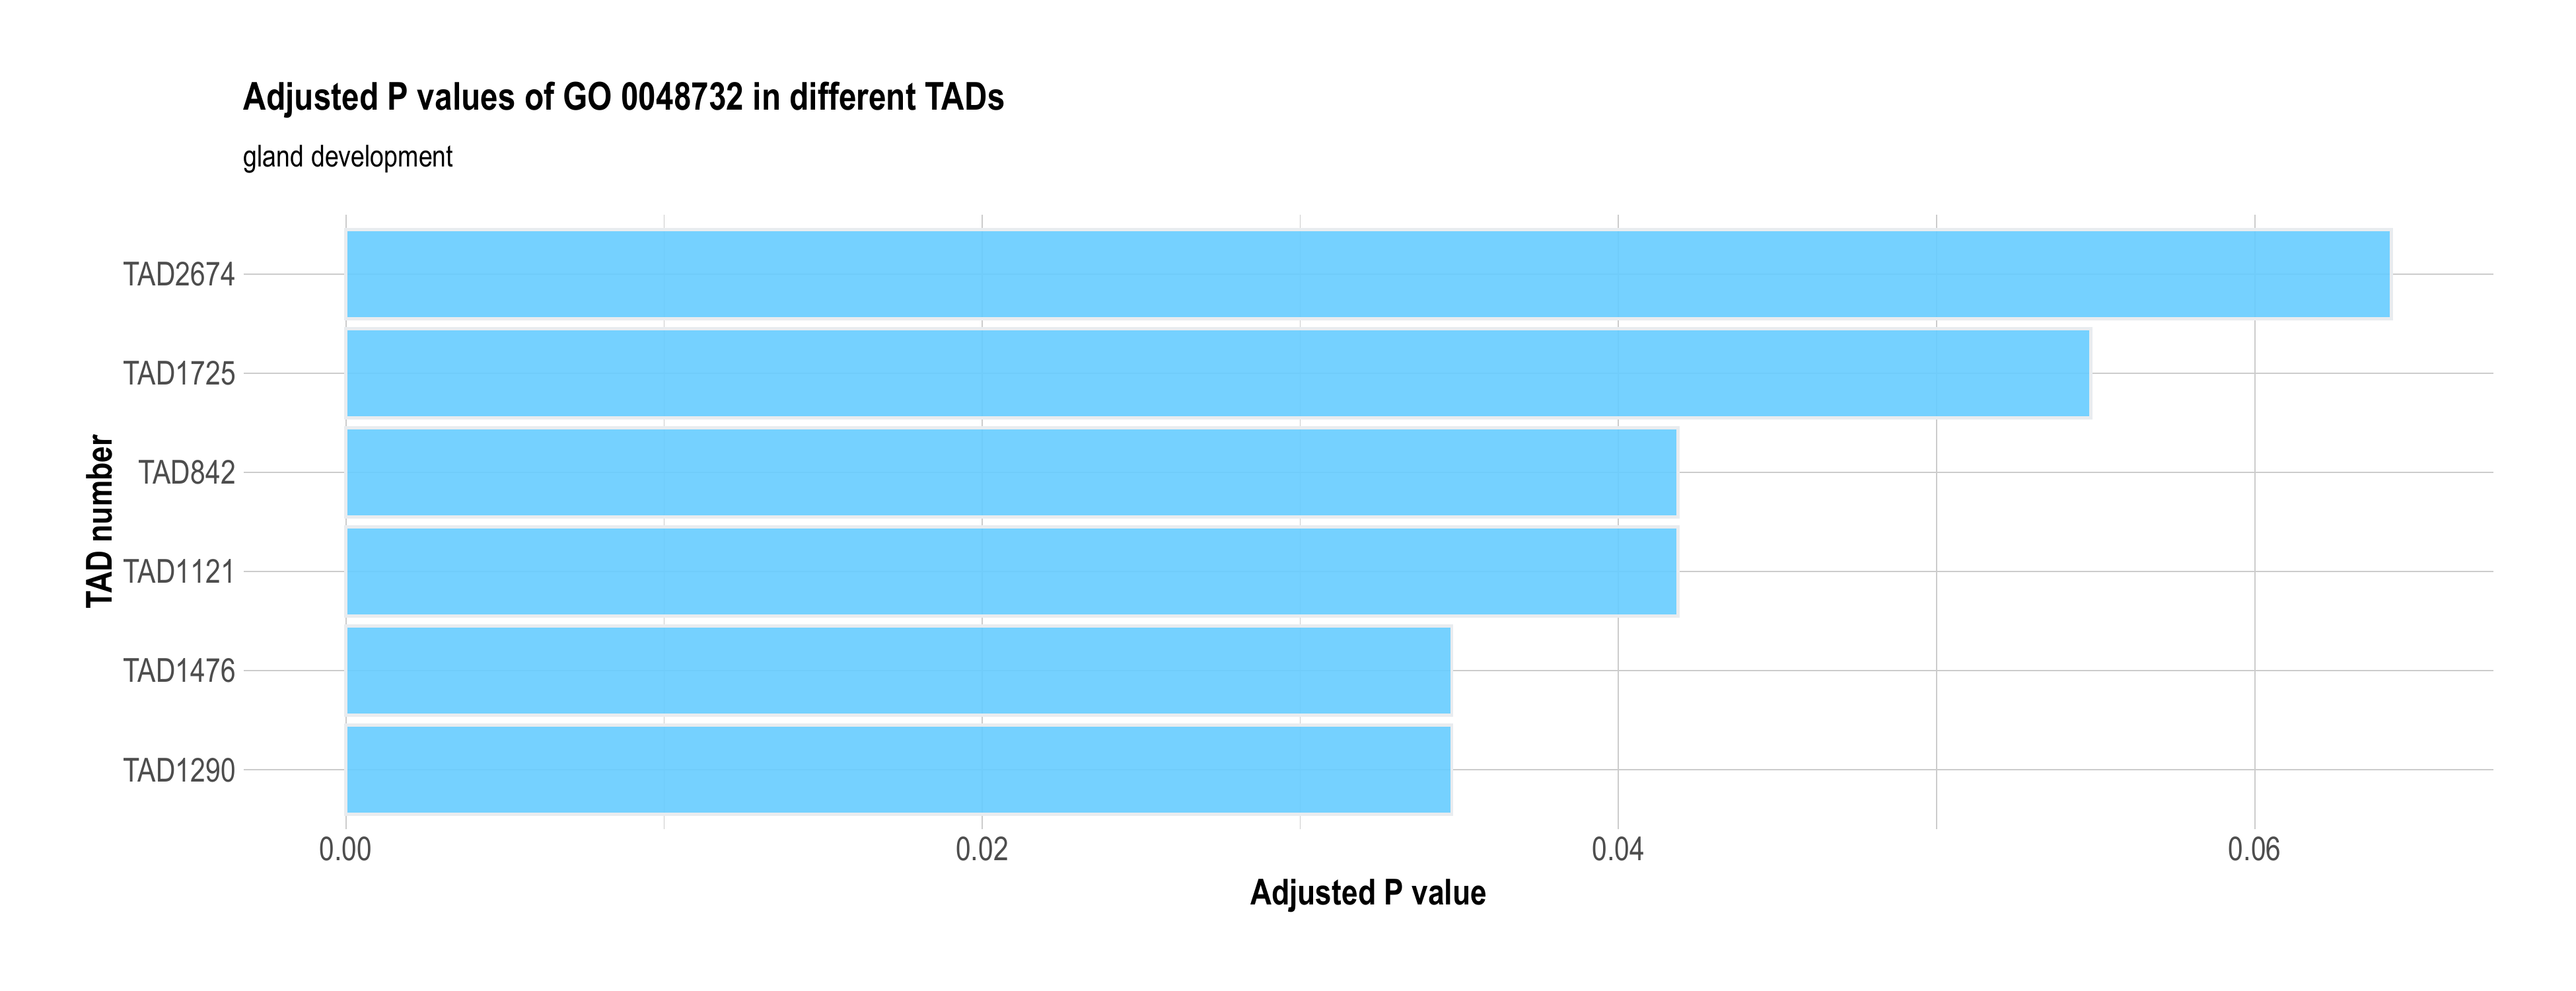 Adjusted P values of GO 0048732 in different TADs
gland development
TAD number
TAD2674
TAD1725
TAD842
TAD1121
TAD1476
TAD1290
0.00 0.02 0.04 0.06
Adjusted P value